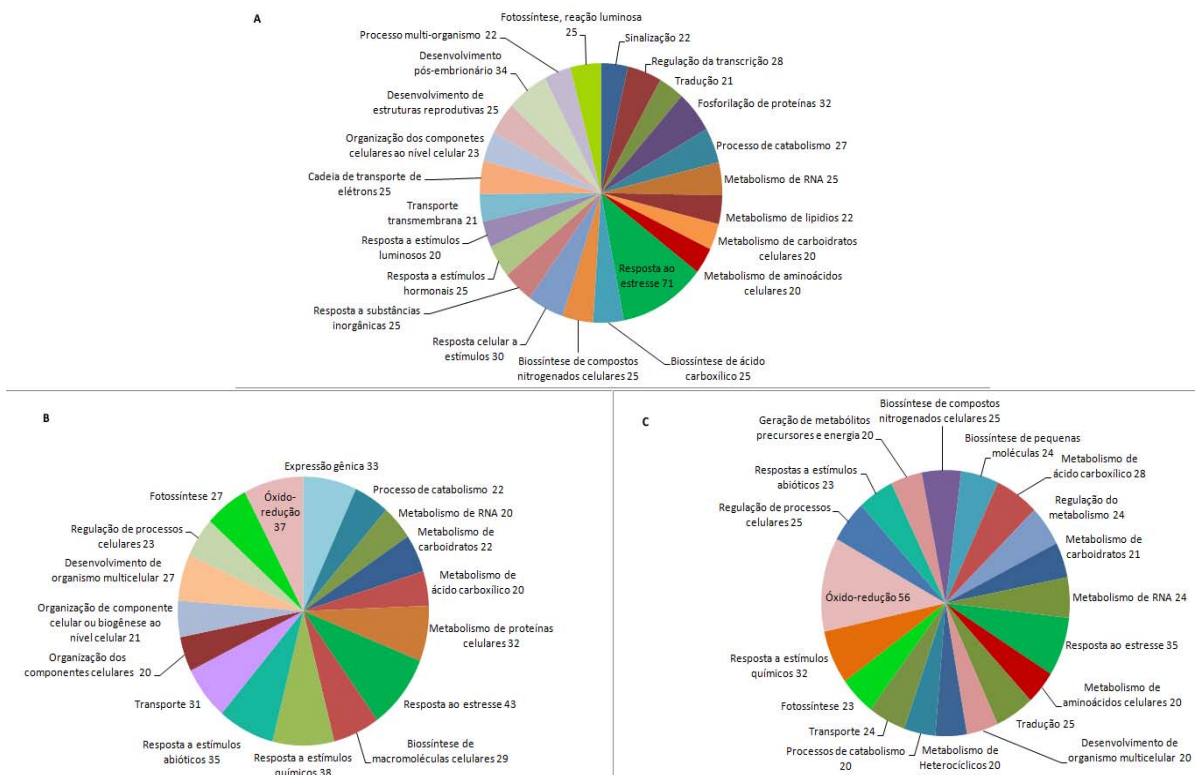 A
Fotossíntese, reação luminosa
25
Sinalização 22
Regulação da transcrição 28
Tradução 21
Fosforilação de proteínas 32
Processo de catabolismo 27
Metabolismo de RNA 25
Metabolismo de lipidios 22
Metabolismo de carboidratos
celulares 20
Metabolismo de aminoácidos
celulares 20
Resposta ao
estresse 71
Biossíntese de ácido
carboxílico 25
Biossíntese de compostos
nitrogenados celulares 25
Resposta celular a
estímulos 30
Resposta a substâncias
inorgânicas 25
Resposta a estímulos
hormonais 25
Resposta a estímulos
luminosos 20
Transporte
transmembrana 21
Cadeia de transporte de
elétrons 25
Organização dos componetes
celulares ao nível celular 23
Desenvolvimento de
estruturas reprodutivas 25
Desenvolvimento
pós-embrionário 34
Processo multi-organismo 22
B
Expressão gênica 33
Processo de catabolismo 22
Metabolismo de RNA 20
Metabolismo de
carboidratos 22
Metabolismo de
ácido carboxílico 20
Metabolismo de proteínas
celulares 32
Resposta ao estresse 43
Biossíntese de
macromoléculas celulares 29
Resposta a estímulos
químicos 38
Resposta a estímulos
abióticos 35
Transporte 31
Organização dos
componentes celulares 20
Organização de componente
celular ou biogênese ao
nível celular 21
Desenvolvimento de
organismo multicelular 27
Regulação de processos
celulares 23
Fotossíntese 27
Óxido-
redução
37
C
Biossíntese de compostos
nitrogenados celulares 25
Biossíntese de pequenas
moléculas 24
Metabolismo de
ácido carboxílico 28
Regulação do
metabolismo 24
Metabolismo de
carboidratos 21
Metabolismo de RNA 24
Resposta ao estresse 35
Metabolismo de
aminoácidos celulares 20
Tradução 25
Desenvolvimento de
organismo multicelular 20
Metabolismo de
Heterocíclicos 20
Processos de catabolismo
20
Transporte 24
Fotossíntese 23
Resposta a estímulos
químicos 32
Óxido-redução 56
Regulação de processos
celulares 25
Respostas a estímulos
abióticos 23
Geração de metabólitos
precursores e energia 20